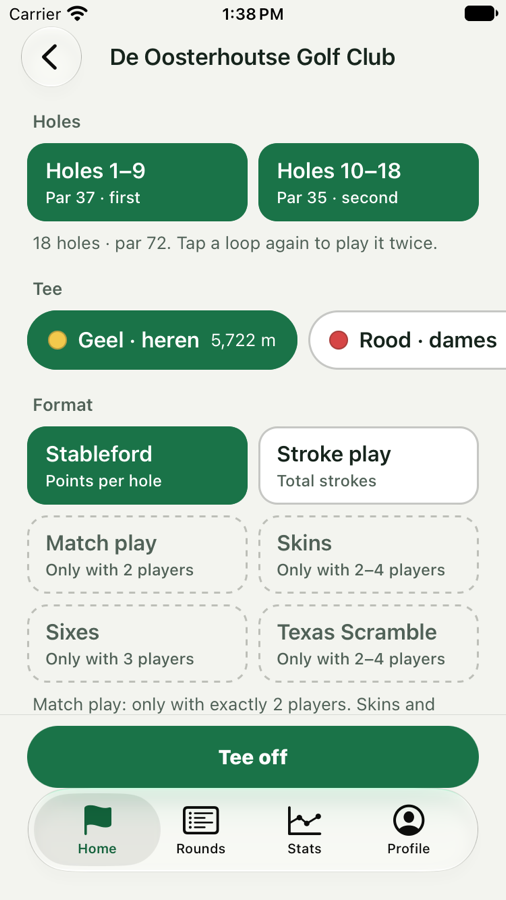 Carrier 1:38 PM
De Oosterhoutse Golf Club
Holes
Holes 1–9
Par 37 · first
Holes 10–18
Par 35 · second
18 holes · par 72. Tap a loop again to play it twice.
Tee
Geel · heren 5,722 m
Rood · dames
Format
Stableford
Points per hole
Stroke play
Total strokes
Match play
Only with 2 players
Skins
Only with 2–4 players
Sixes
Only with 3 players
Texas Scramble
Only with 2–4 players
Match play: only with exactly 2 players. Skins and
Tee off
Home
Rounds
Stats
Profile